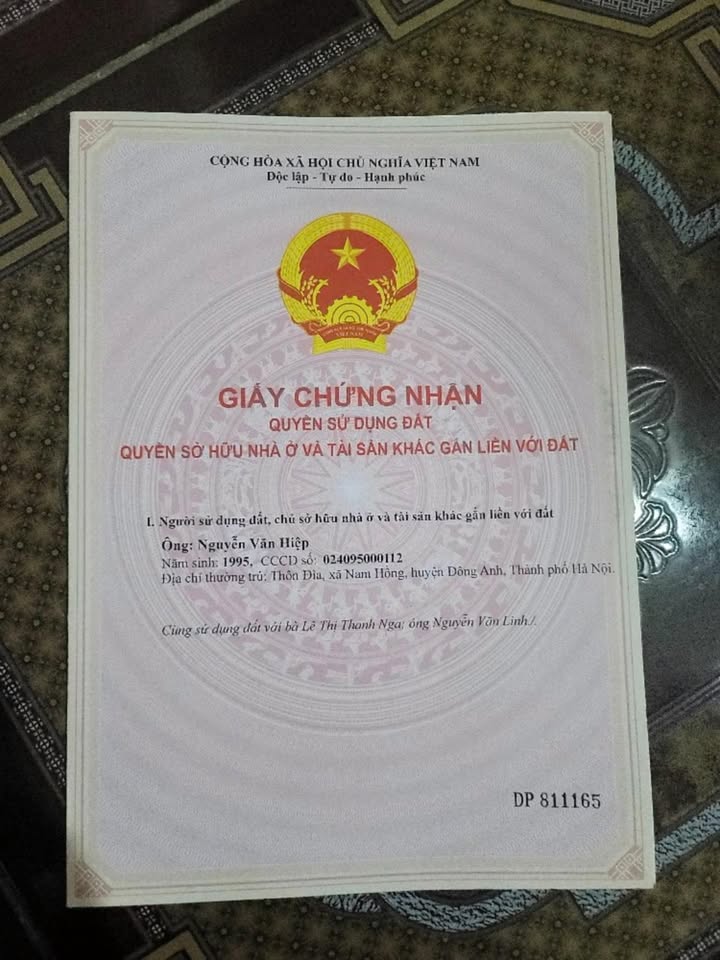 CỘNG HÒA XÃ HỘI CHỦ NGHĨA VIỆT NAM
Độc lập - Tự do - Hạnh phúc
VIỆT NAM
GIẤY CHỨNG NHẬN
QUYỀN SỬ DỤNG ĐẤT
QUYỀN SỞ HỮU NHÀ Ở VÀ TÀI SẢN KHÁC GẮN LIỀN VỚI ĐẤT
I. Người sử dụng đất, chủ sở hữu nhà ở và tài sản khác gắn liền với đất
Ông: Nguyễn Văn Hiệp
Năm sinh: 1995, CCCD số: 024095000112
Địa chỉ thường trú: Thôn Đìa, xã Nam Hồng, huyện Đông Anh, Thành phố Hà Nội.
Cùng sử dụng đất với bà Lê Thị Thanh Nga; ông Nguyễn Văn Linh./.
DP 811165